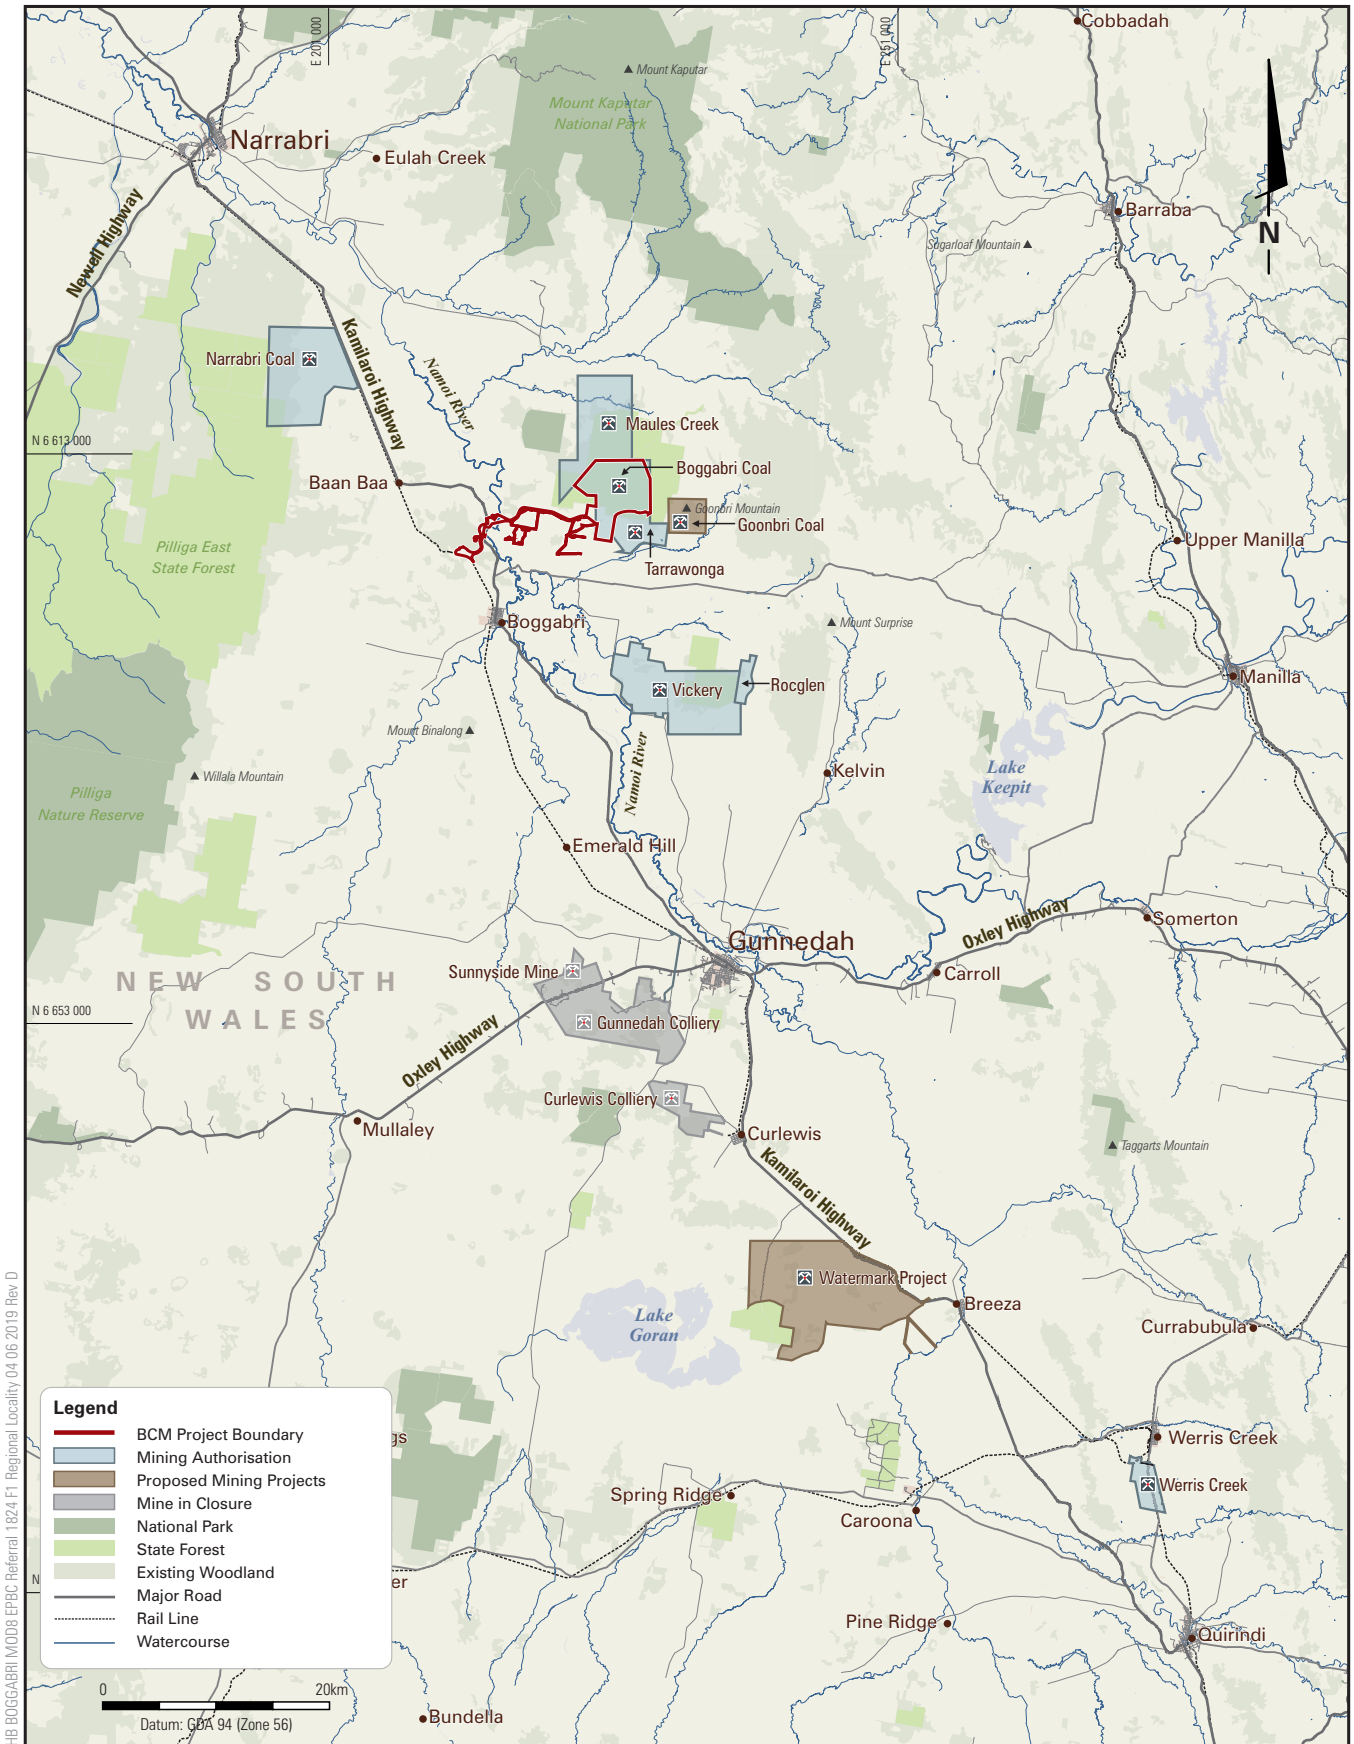 Cobbadah
E 201 000
E 251 000
Mount Kaputar
Mount Kaputar
National Park
Narrabri
Eulah Creek
Newell Highway
Barraba
Sugarloaf Mountain
N
Kamilaroi Highway
Narrabri Coal
Namoi River
Maules Creek
N 6 613 000
Boggabri Coal
Baan Baa
Goonbri Mountain
Goonbri Coal
Pilliga East
State Forest
Tarrawonga
Upper Manilla
Boggabri
Mount Surprise
Vickery
Rocglen
Manilla
Mount Binalong
Namoi River
Willala Mountain
Kelvin
Lake
Keepit
Pilliga
Nature Reserve
Emerald Hill
Oxley Highway
Somerton
Gunnedah
Sunnyside Mine
Carroll
NEW SOUTH
WALES
N 6 653 000
Gunnedah Colliery
Oxley Highway
Curlewis Colliery
Mullaley
Curlewis
Taggarts Mountain
Kamilaroi Highway
Watermark Project
Breeza
Lake
Goran
Currabubula
Legend
BCM Project Boundary
Mining Authorisation
Proposed Mining Projects
Mine in Closure
National Park
State Forest
Existing Woodland
Major Road
Rail Line
Watercourse
gs
Werris Creek
Werris Creek
Spring Ridge
Caroona
N
er
Pine Ridge
Quirindi
0 20km
Datum: GDA 94 (Zone 56)
Bundella
HB BOGGABRI MOD8 EPBC Referral 1824 F1 Regional Locality 04 06 2019 Rev D